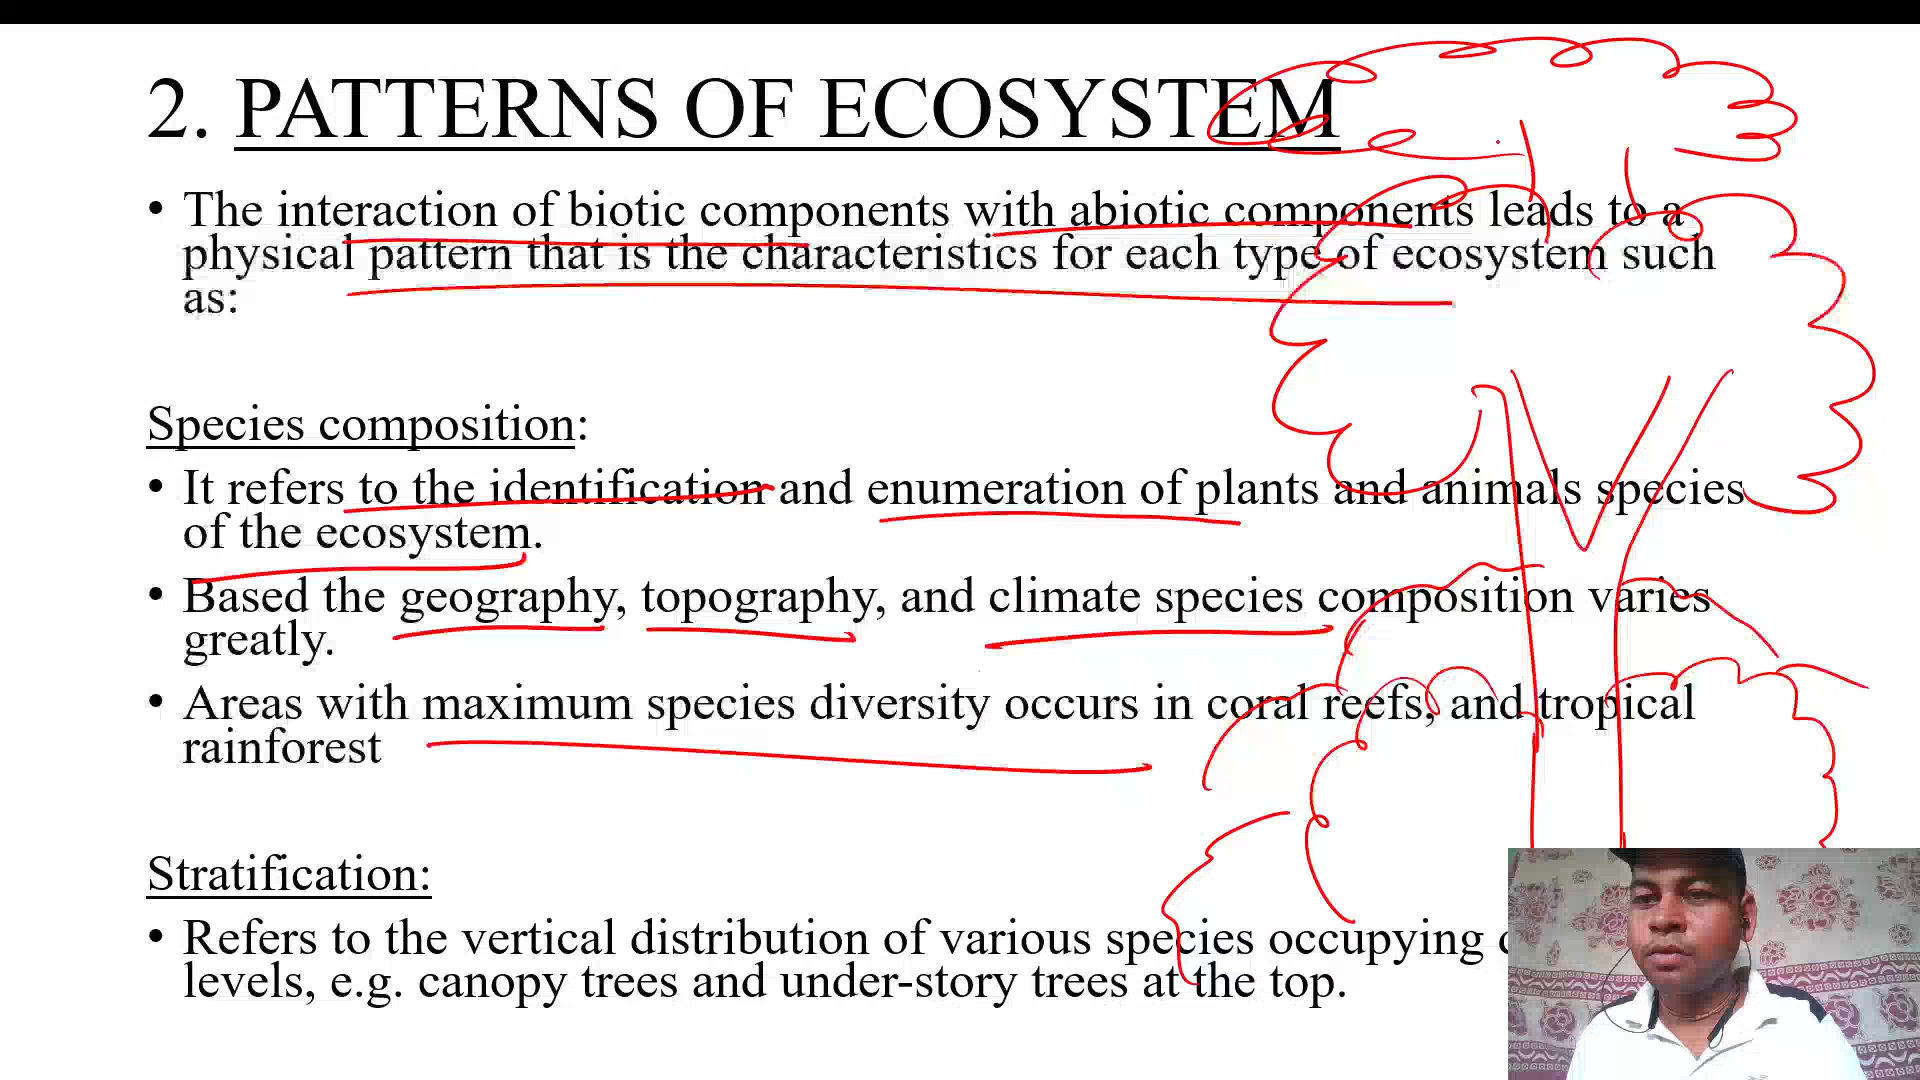 2. PATTERNS OF ECOSYSTEM
• The interaction of biotic components with abiotic components leads to a
physical pattern that is the characteristics for each type of ecosystem such
as:
Species composition:
• It refers to the identification and enumeration of plants and animals species
of the ecosystem.
• Based the geography, topography, and climate species composition varies
greatly.
• Areas with maximum species diversity occurs in coral reefs, and tropical
rainforest
Stratification:
• Refers to the vertical distribution of various species occupying
levels, e.g. canopy trees and under-story trees at the top.